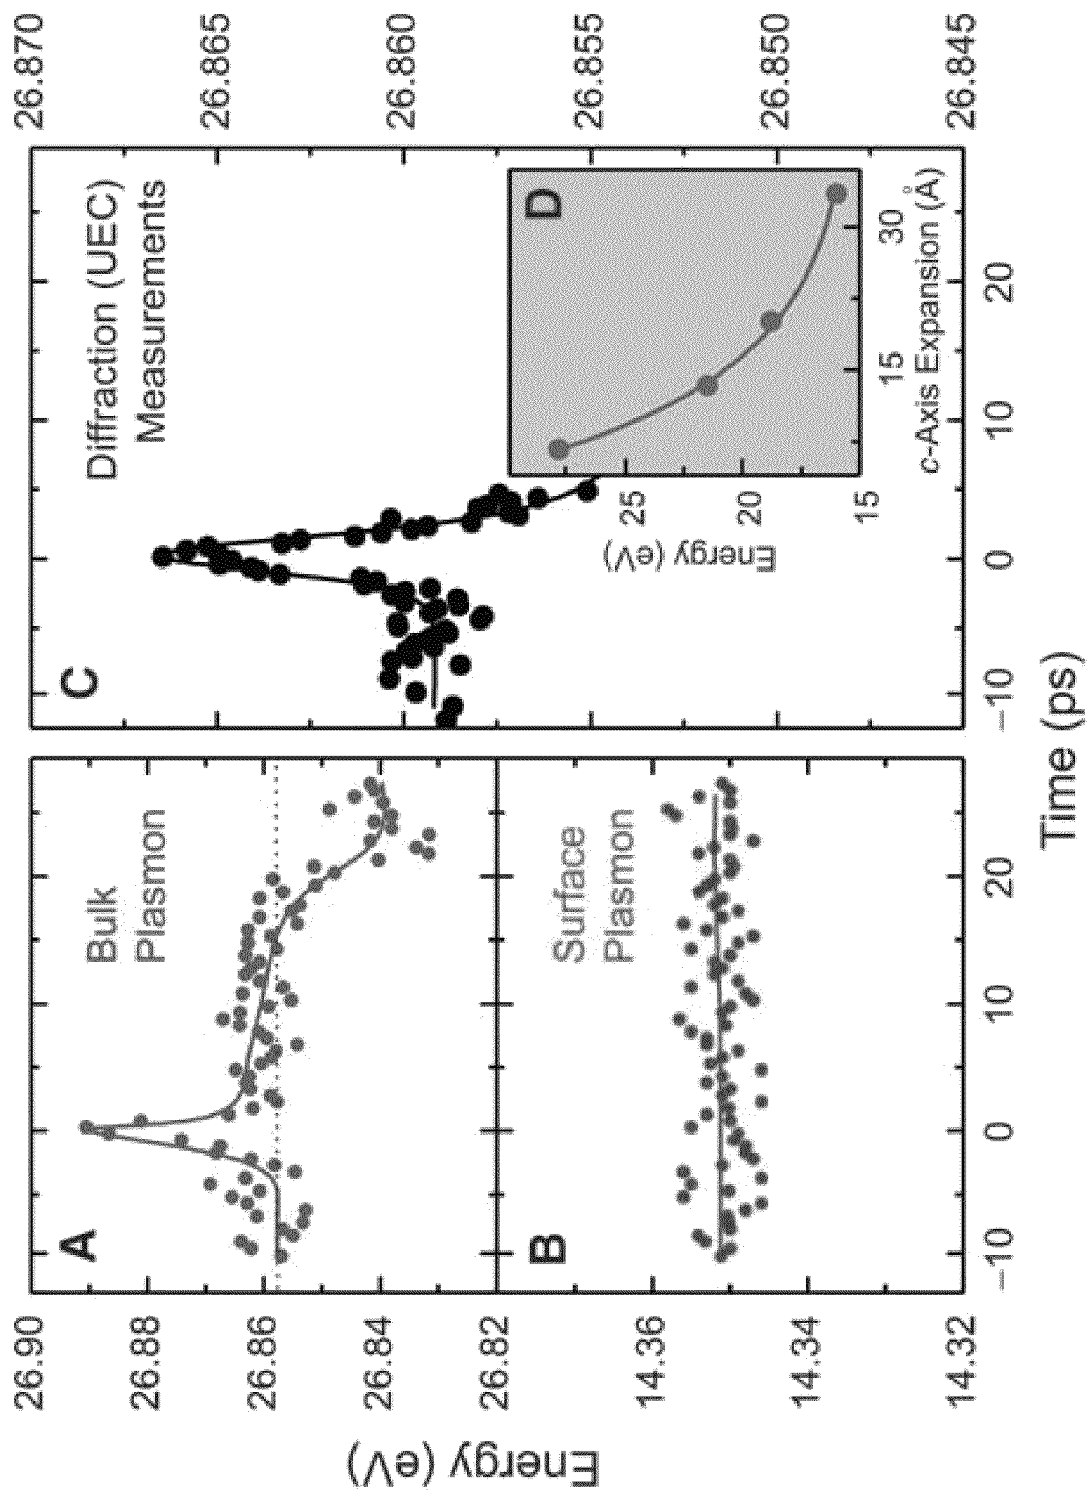 A
Bulk
Plasmon
26.90
26.88
26.86
26.84
26.82
Energy (eV)
B
Surface
Plasmon
14.36
14.34
14.32
–10
0
10
20
Time (ps)
C
Diffraction (UEC)
Measurements
26.870
26.865
26.860
26.855
26.850
26.845
–10
0
10
20
D
Energy (eV)
25
20
15
15
30
c-Axis Expansion (Å)